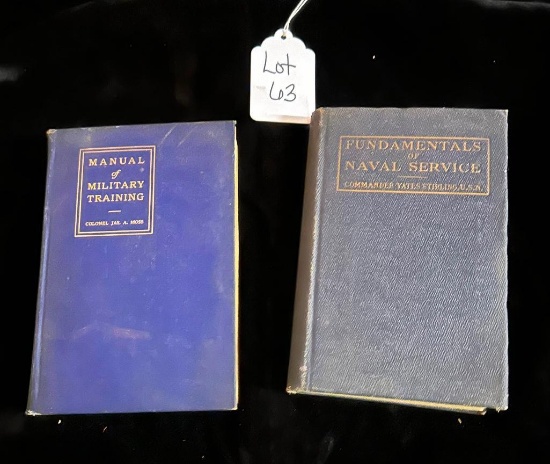 Lot
63
MANUAL
of
MILITARY
TRAINING
COLONEL JAS. A. MOSS
FUNDAMENTALS
OF
NAVAL SERVICE
COMMANDER YATES STIRLING, U.S.N.